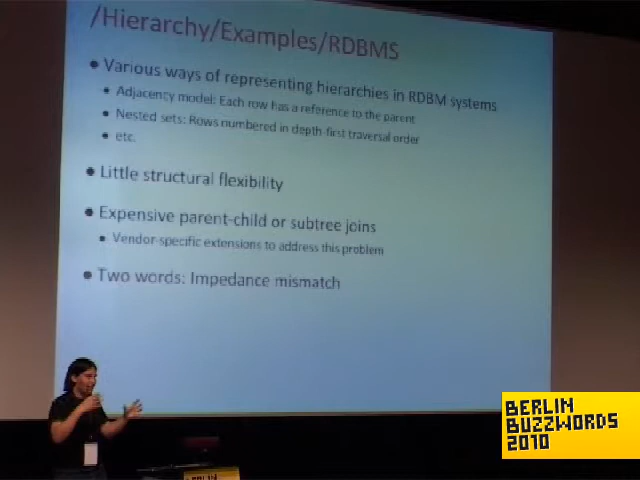 /Hierarchy/Examples/RDBMS
• Various ways of representing hierarchies in RDBM systems
• Adjacency model: Each row has a reference to the parent
• Nested sets: Rows numbered in depth-first traversal order
• etc.
• Little structural flexibility
• Expensive parent-child or subtree joins
• Vendor-specific extensions to address this problem
• Two words: Impedance mismatch
BERLIN
BUZZWORDS
2010
BERLIN